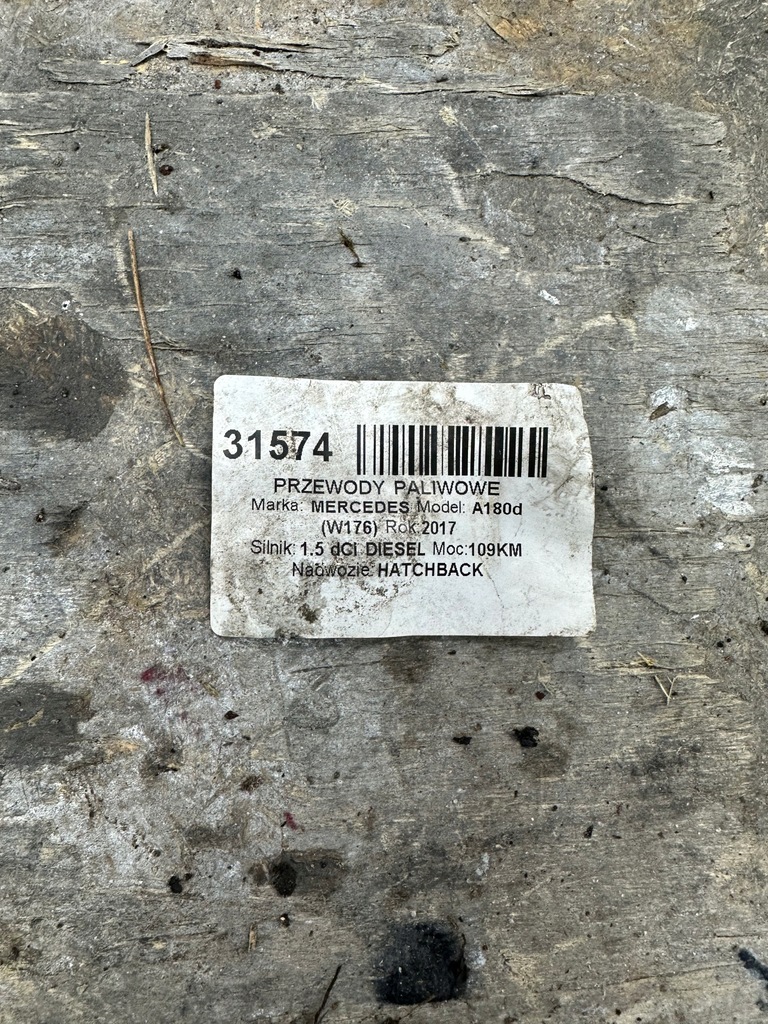 31574
PRZEWODY PALIWOWE
Marka: MERCEDES Model: A180d
(W176) Rok:2017
Silnik: 1.5 dCi DIESEL Moc:109KM
Nadwozie: HATCHBACK